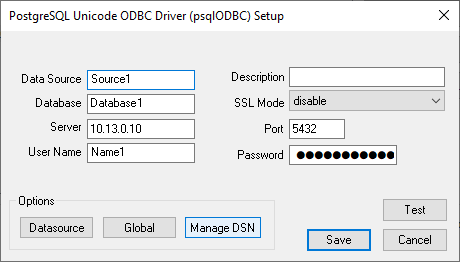 PostgreSQL Unicode ODBC Driver (psqlODBC) Setup
Data Source Source1 Description
Database Database1 SSL Mode disable
Server 10.13.0.10 Port 5432
User Name Name1 Password ●●●●●●●●●●●
Options
Datasource Global Manage DSN
Test
Save Cancel